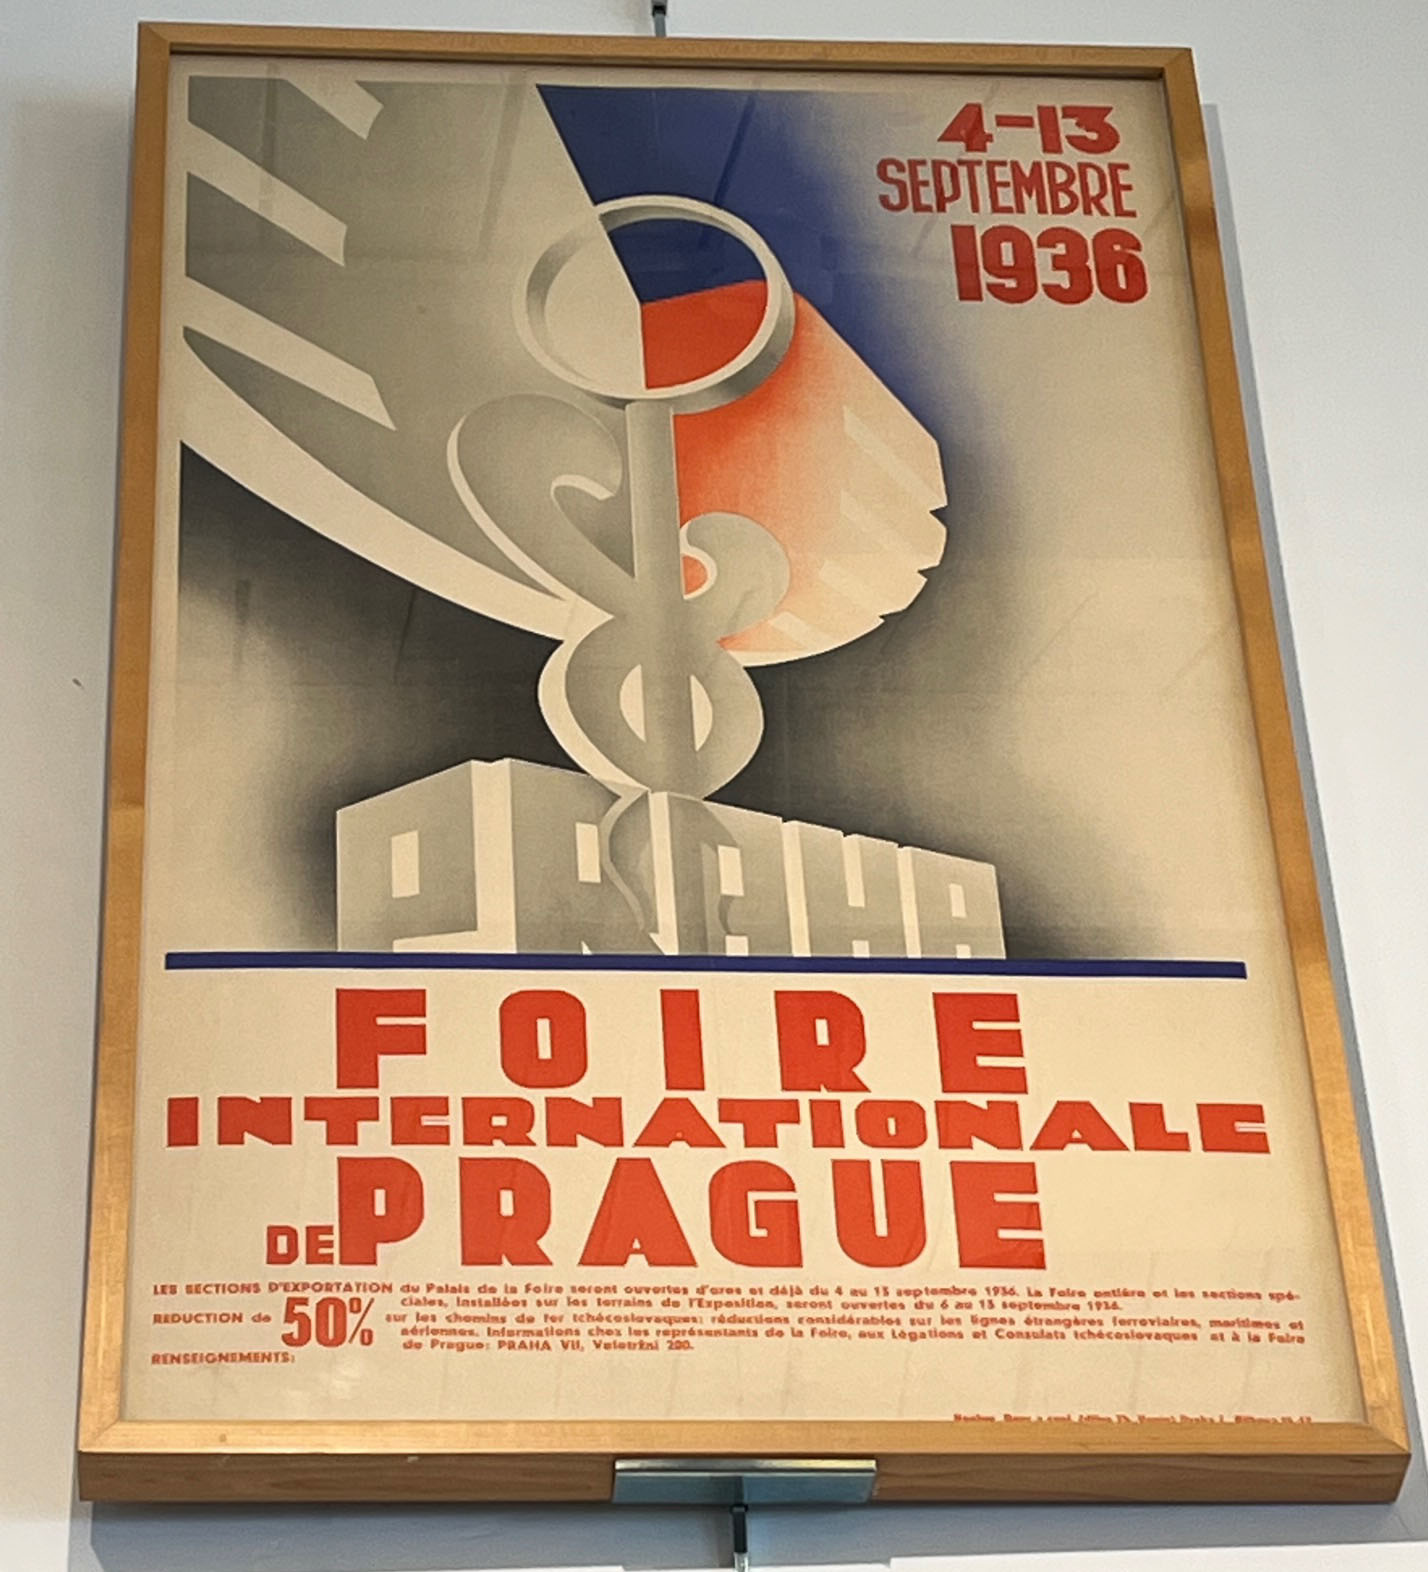 4-13
SEPTEMBRE
1936
PRAHA
FOIRE
INTERNATIONALE
DE PRAGUE
LES SECTIONS D'EXPORTATION du Palais de la Foire seront ouvertes d'ores et déjà du 4 au 13 septembre 1936. La Foire entière et les sections spé-
ciales, installées sur les terrains de l'Exposition, seront ouvertes du 6 au 13 septembre 1936.
REDUCTION de 50% sur les chemins de fer tchécoslovaques; réductions considérables sur les lignes étrangères ferroviaires, maritimes et
aériennes. Informations chez les représentants de la Foire, aux Légations et Consulats tchécoslovaques et à la Foire
RENSEIGNEMENTS: de Prague: PRAHA VII, Veletržní 200.